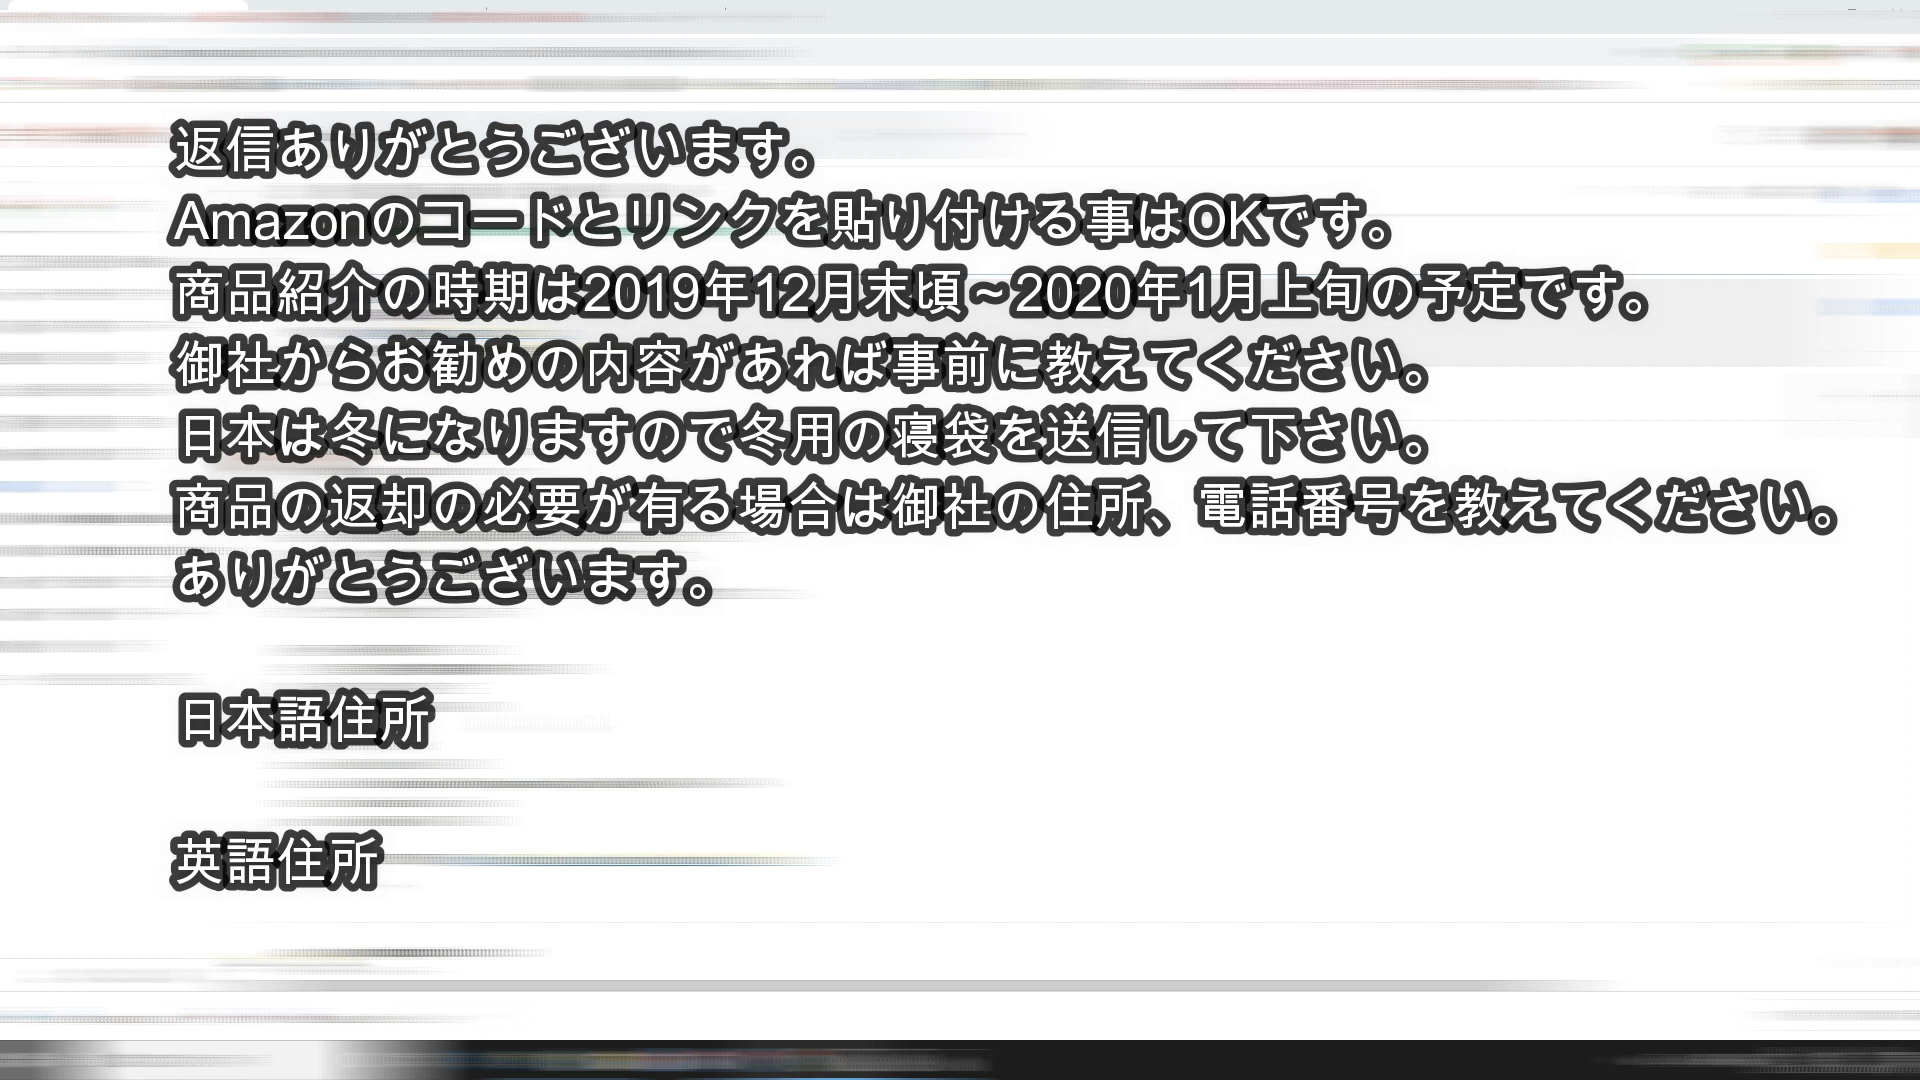 返信ありがとうございます。
Amazonのコードとリンクを貼り付ける事はOKです。
商品紹介の時期は2019年12月末頃～2020年1月上旬の予定です。
御社からお勧めの内容があれば事前に教えてください。
日本は冬になりますので冬用の寝袋を送信して下さい。
商品の返却の必要が有る場合は御社の住所、電話番号を教えてください。
ありがとうございます。
日本語住所
英語住所